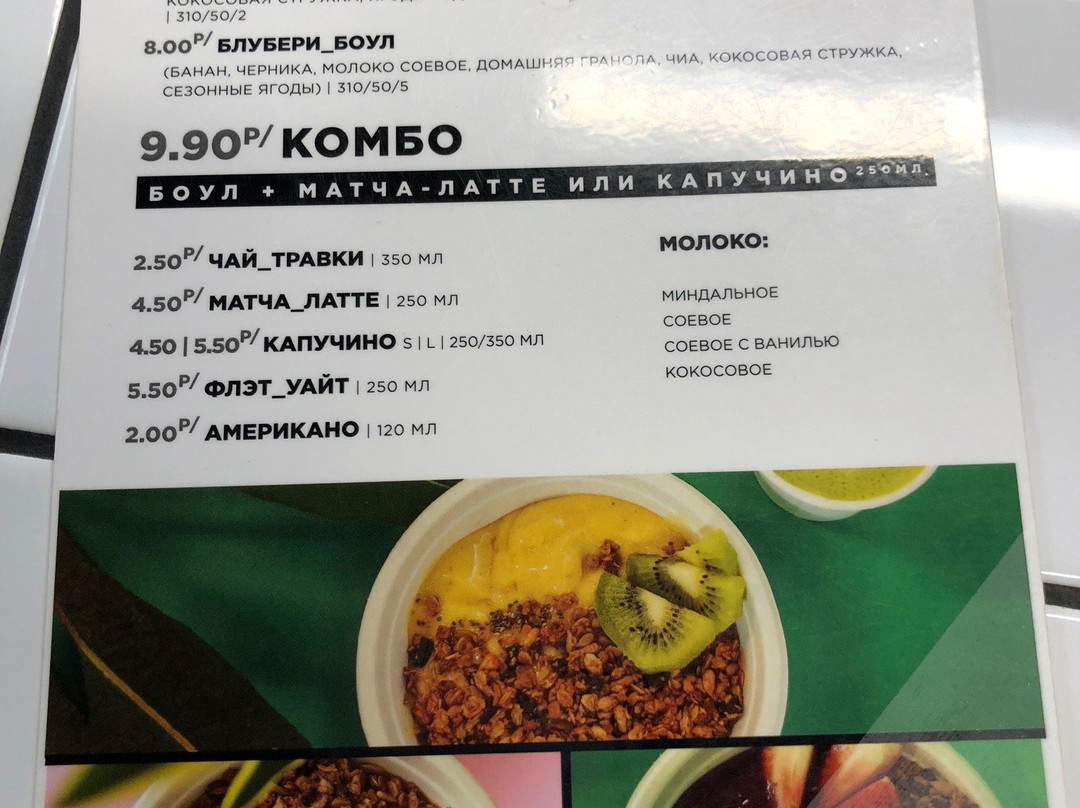 КОКОСОВАЯ СТРУЖКА,
| 310/50/2
8.00Р/ БЛУБЕРИ_БОУЛ
(БАНАН, ЧЕРНИКА, МОЛОКО СОЕВОЕ, ДОМАШНЯЯ ГРАНОЛА, ЧИА, КОКОСОВАЯ СТРУЖКА,
СЕЗОННЫЕ ЯГОДЫ) | 310/50/5
9.90Р/ КОМБО
БОУЛ + МАТЧА-ЛАТТЕ ИЛИ КАПУЧИНО 250МЛ.
2.50Р/ ЧАЙ_ТРАВКИ | 350 МЛ
4.50Р/ МАТЧА_ЛАТТЕ | 250 МЛ
4.50 | 5.50Р/ КАПУЧИНО S | L | 250/350 МЛ
5.50Р/ ФЛЭТ_УАЙТ | 250 МЛ
2.00Р/ АМЕРИКАНО | 120 МЛ
МОЛОКО:
МИНДАЛЬНОЕ
СОЕВОЕ
СОЕВОЕ С ВАНИЛЬЮ
КОКОСОВОЕ